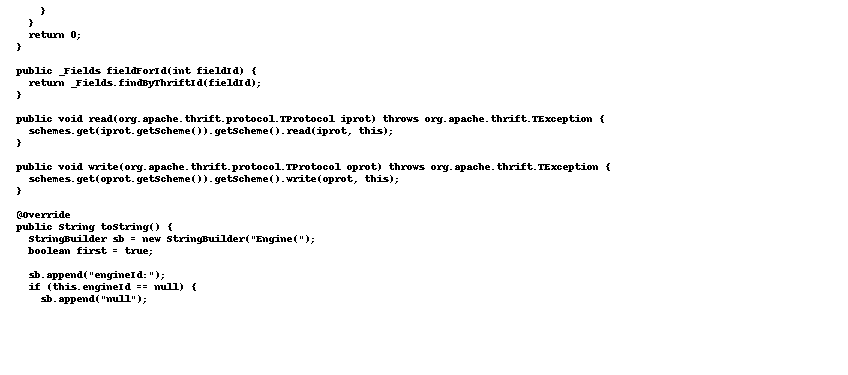 }
  }
  return 0;
}

public _Fields fieldForId(int fieldId) {
  return _Fields.findByThriftId(fieldId);
}

public void read(org.apache.thrift.protocol.TProtocol iprot) throws org.apache.thrift.TException {
  schemes.get(iprot.getScheme()).getScheme().read(iprot, this);
}

public void write(org.apache.thrift.protocol.TProtocol oprot) throws org.apache.thrift.TException {
  schemes.get(oprot.getScheme()).getScheme().write(oprot, this);
}

@Override
public String toString() {
  StringBuilder sb = new StringBuilder("Engine(");
  boolean first = true;

  sb.append("engineId:");
  if (this.engineId == null) {
    sb.append("null");